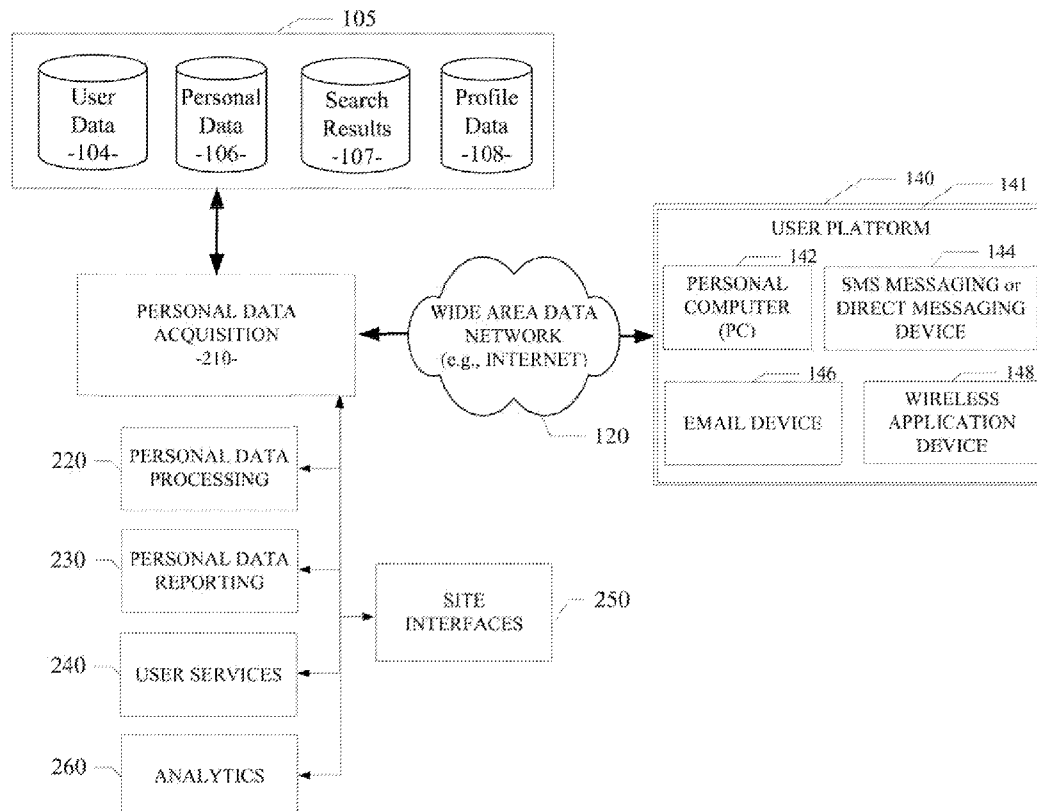 105
User
Data
-104-
Personal
Data
-106-
Search
Results
-107-
Profile
Data
-108-
140
141
USER PLATFORM
142
PERSONAL
COMPUTER
(PC)
144
SMS MESSAGING or
DIRECT MESSAGING
DEVICE
146
EMAIL DEVICE
148
WIRELESS
APPLICATION
DEVICE
PERSONAL DATA
ACQUISITION
-210-
WIDE AREA DATA
NETWORK
(e.g., INTERNET)
120
220
PERSONAL DATA
PROCESSING
230
PERSONAL DATA
REPORTING
SITE
INTERFACES
250
240
USER SERVICES
260
ANALYTICS